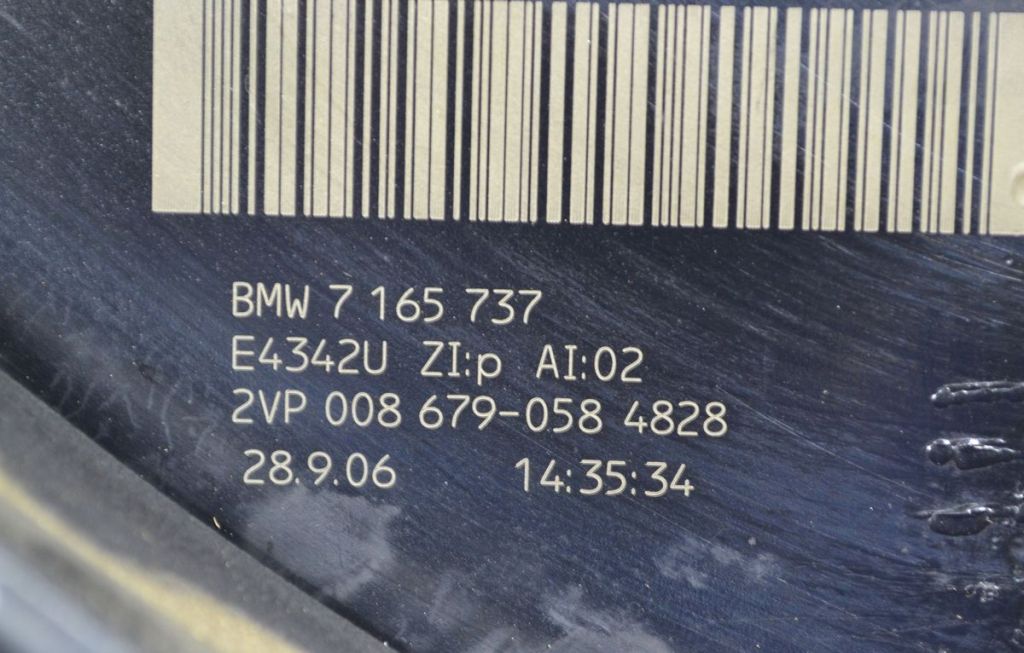 BMW 7 165 737
E4342U ZI:p AI:02
2VP 008 679-058 4828
28.9.06 14:35:34